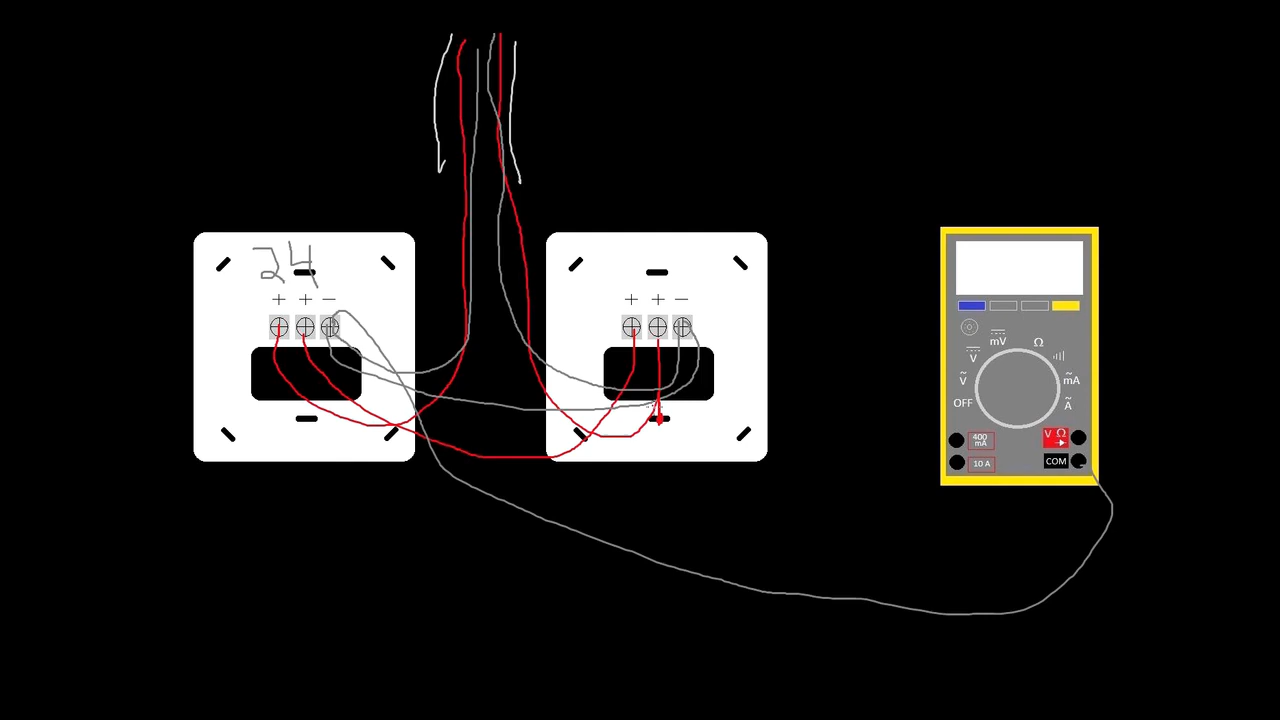 24
+ + −
+ + −
mV
Ω
V
V
mA
OFF
A
400
mA
V Ω
10 A
COM